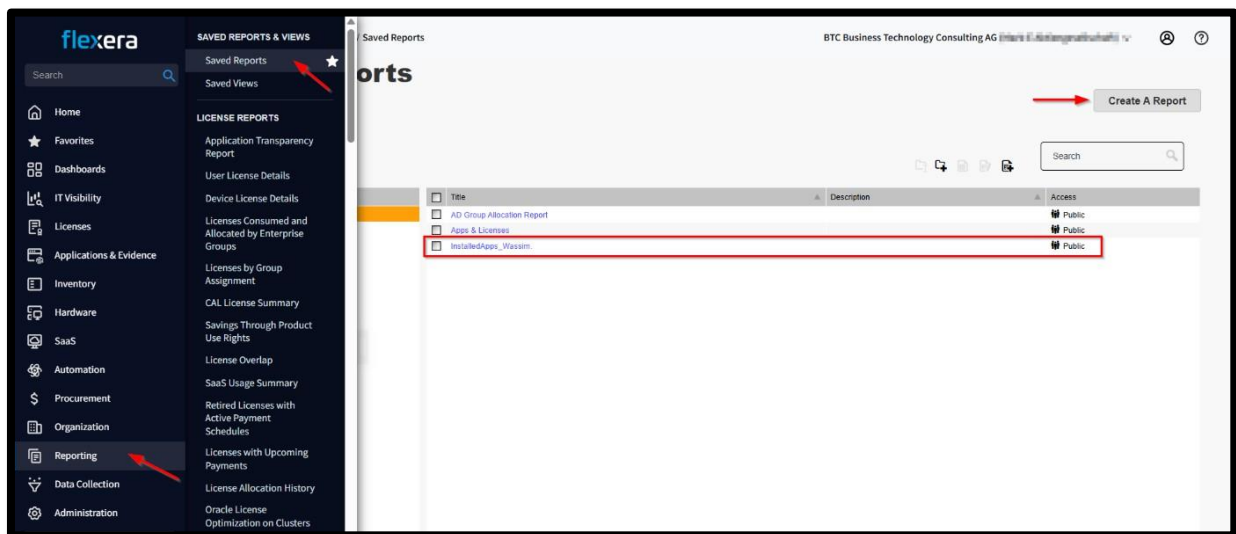 flexera
Search
Home
Favorites
Dashboards
IT Visibility
Licenses
Applications & Evidence
Inventory
Hardware
SaaS
Automation
Procurement
Organization
Reporting
Data Collection
Administration
SAVED REPORTS & VIEWS
Saved Reports
Saved Views
LICENSE REPORTS
Application Transparency
Report
User License Details
Device License Details
Licenses Consumed and
Allocated by Enterprise
Groups
Licenses by Group
Assignment
CAL License Summary
Savings Through Product
Use Rights
License Overlap
SaaS Usage Summary
Retired Licenses with
Active Payment
Schedules
Licenses with Upcoming
Payments
License Allocation History
Oracle License
Optimization on Clusters
/ Saved Reports
BTC Business Technology Consulting AG
orts
Create A Report
Search
Title Description Access
AD Group Allocation Report Public
Apps & Licenses Public
InstalledApps_Wassim. Public